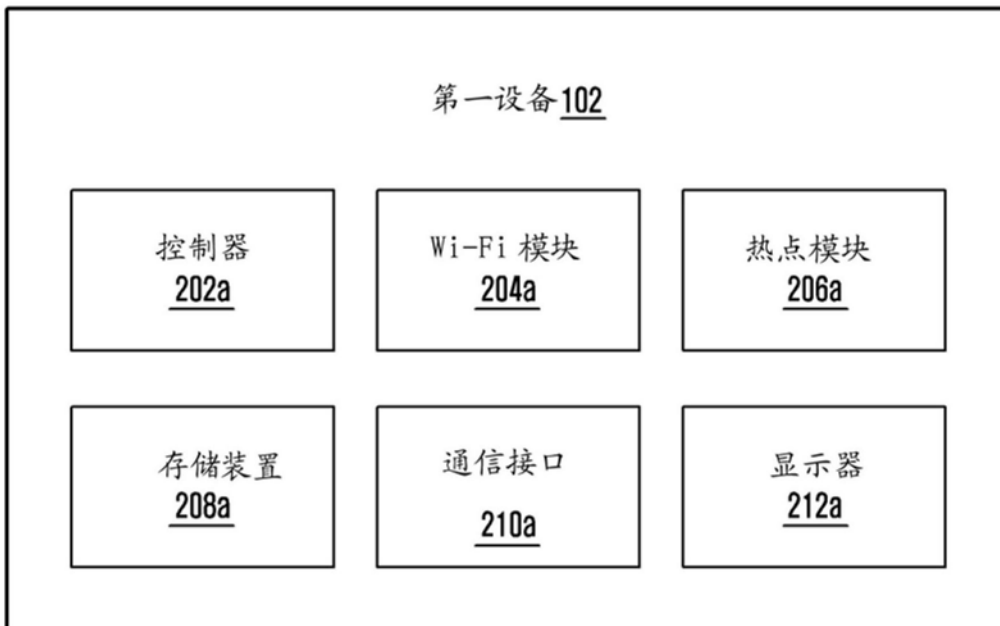 第一设备102
控制器
202a
Wi-Fi 模块
204a
热点模块
206a
存储装置
208a
通信接口
210a
显示器
212a